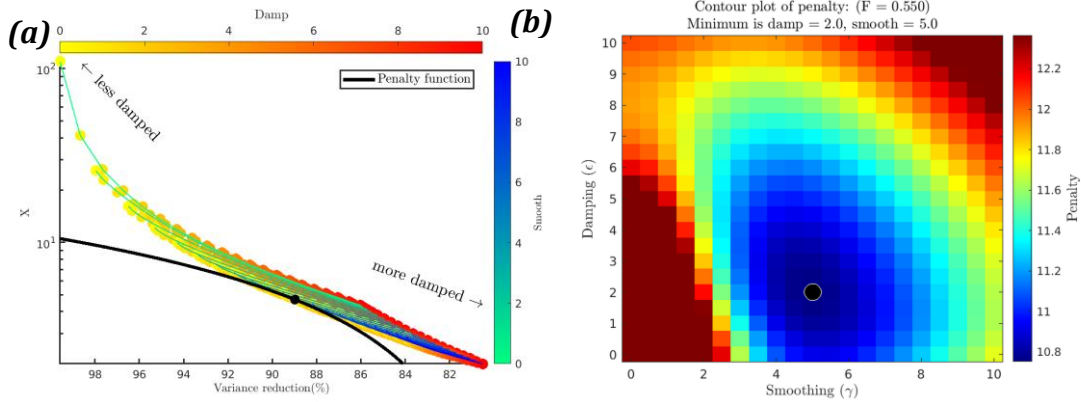 (a)
Damp
0 2 4 6 8 10
10²
10¹
X
← less damped
Penalty function
more damped →
98 96 94 92 90 88 86 84 82
Variance reduction(%)
10
8
6
4
2
0
Smooth
(b)
Contour plot of penalty: (F = 0.550)
Minimum is damp = 2.0, smooth = 5.0
10
9
8
7
6
5
4
3
2
1
0
Damping (ϵ)
0 2 4 6 8 10
Smoothing (γ)
12.2
12.0
11.8
11.6
11.4
11.2
11.0
10.8
Penalty